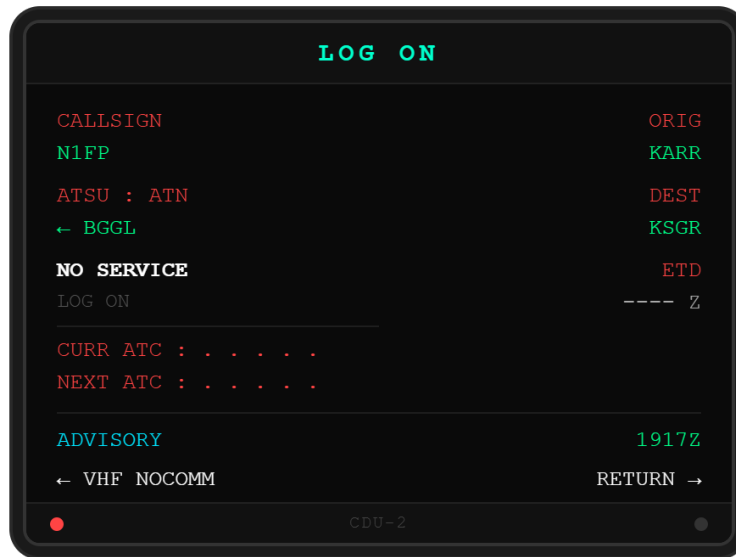 LOG ON
CALLSIGN ORIG
N1FP KARR
ATSU : ATN DEST
← BGGL KSGR
NO SERVICE ETD
LOG ON ---- Z
CURR ATC : . . . . .
NEXT ATC : . . . . .
ADVISORY 1917Z
← VHF NOCOMM RETURN →
CDU-2